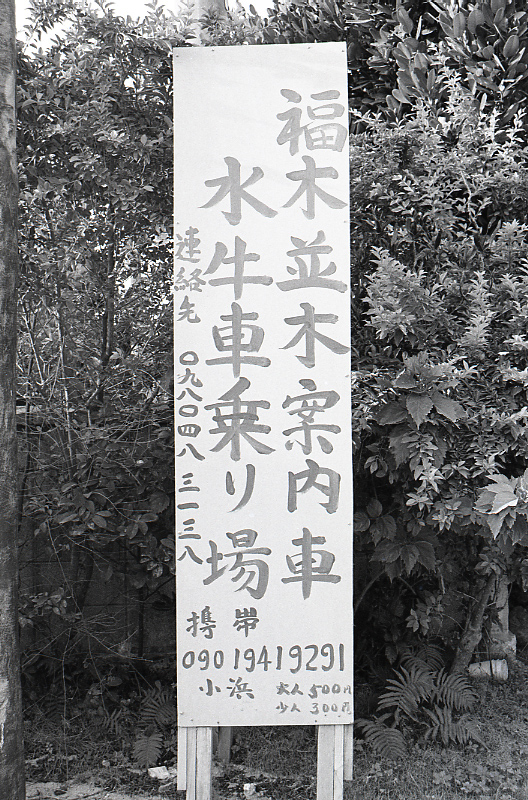 福木並木案内車
水牛車乗り場
連絡先 〇九八〇四八三一三八
携帯
090 19419291
小浜
大人 500円
少人 300円